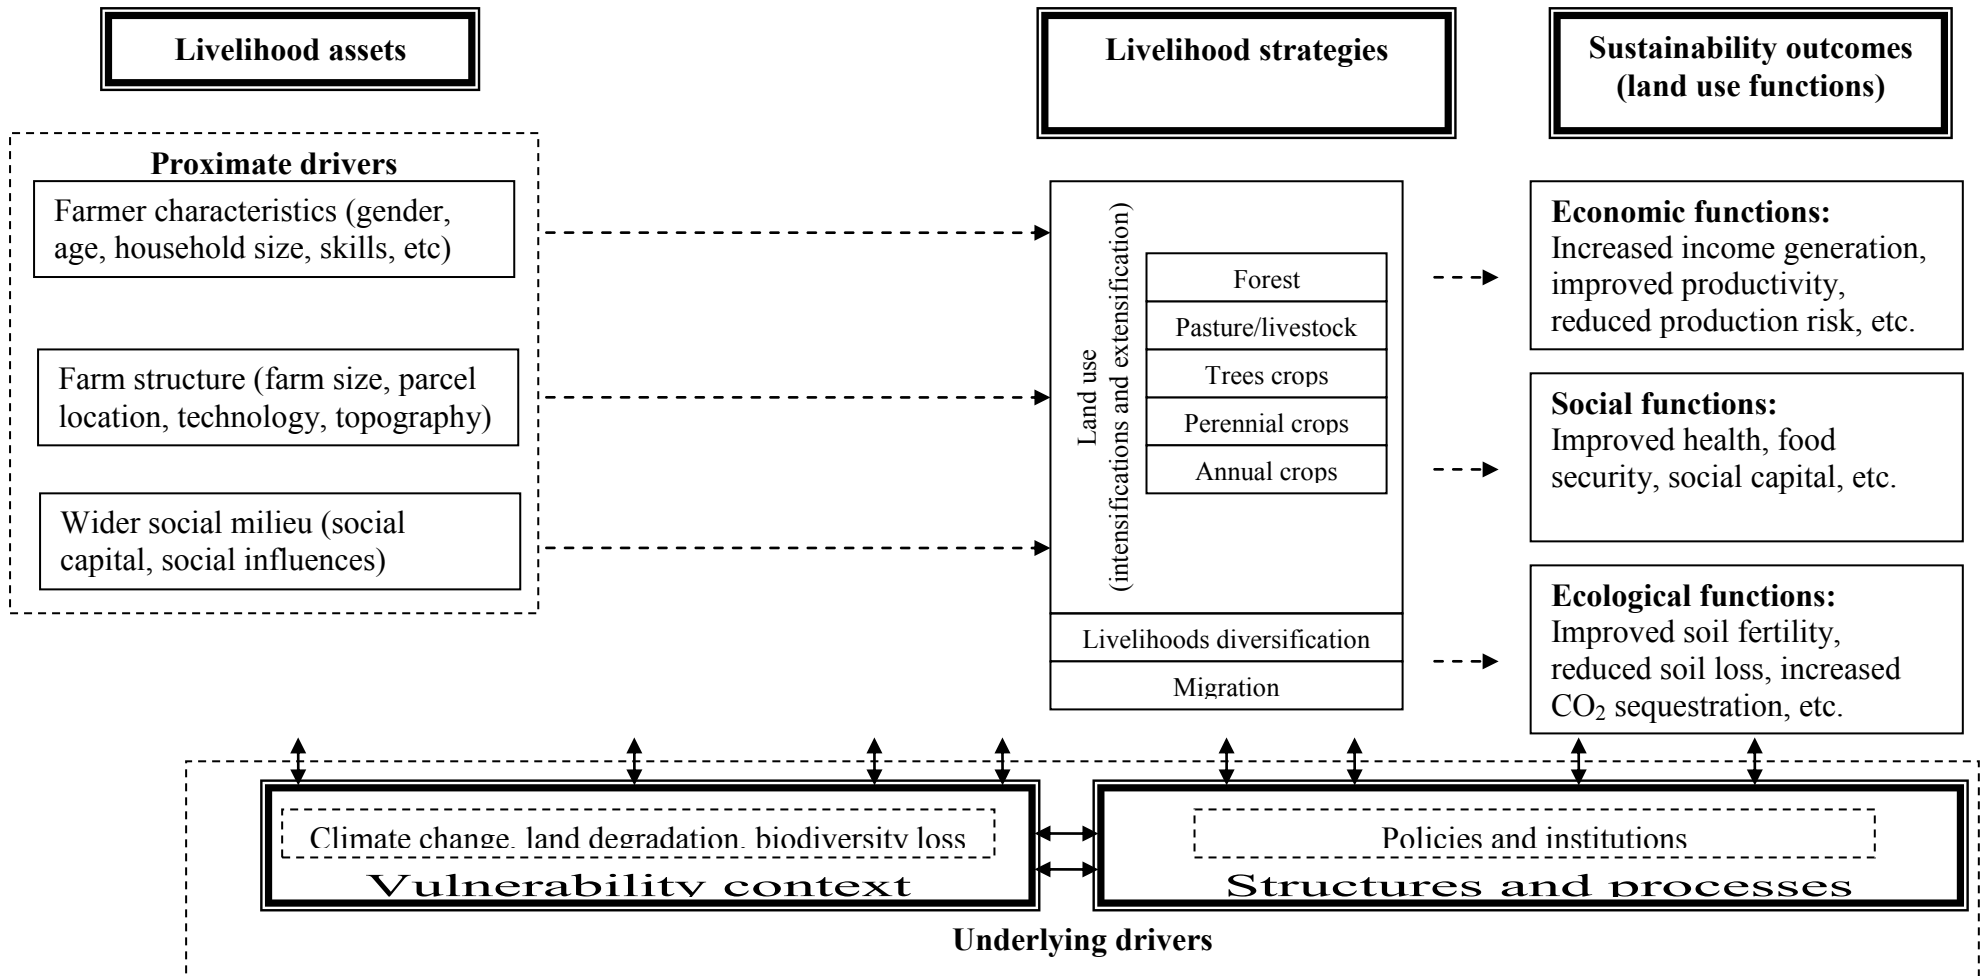 Livelihood assets
Livelihood strategies
Sustainability outcomes
(land use functions)
Proximate drivers
Farmer characteristics (gender,
age, household size, skills, etc)
Farm structure (farm size, parcel
location, technology, topography)
Wider social milieu (social
capital, social influences)
Land use
(intensifications and extensification)
Forest
Pasture/livestock
Trees crops
Perennial crops
Annual crops
Livelihoods diversification
Migration
Economic functions:
Increased income generation,
improved productivity,
reduced production risk, etc.
Social functions:
Improved health, food
security, social capital, etc.
Ecological functions:
Improved soil fertility,
reduced soil loss, increased
CO₂ sequestration, etc.
Climate change, land degradation, biodiversity loss
Vulnerability context
Policies and institutions
Structures and processes
Underlying drivers